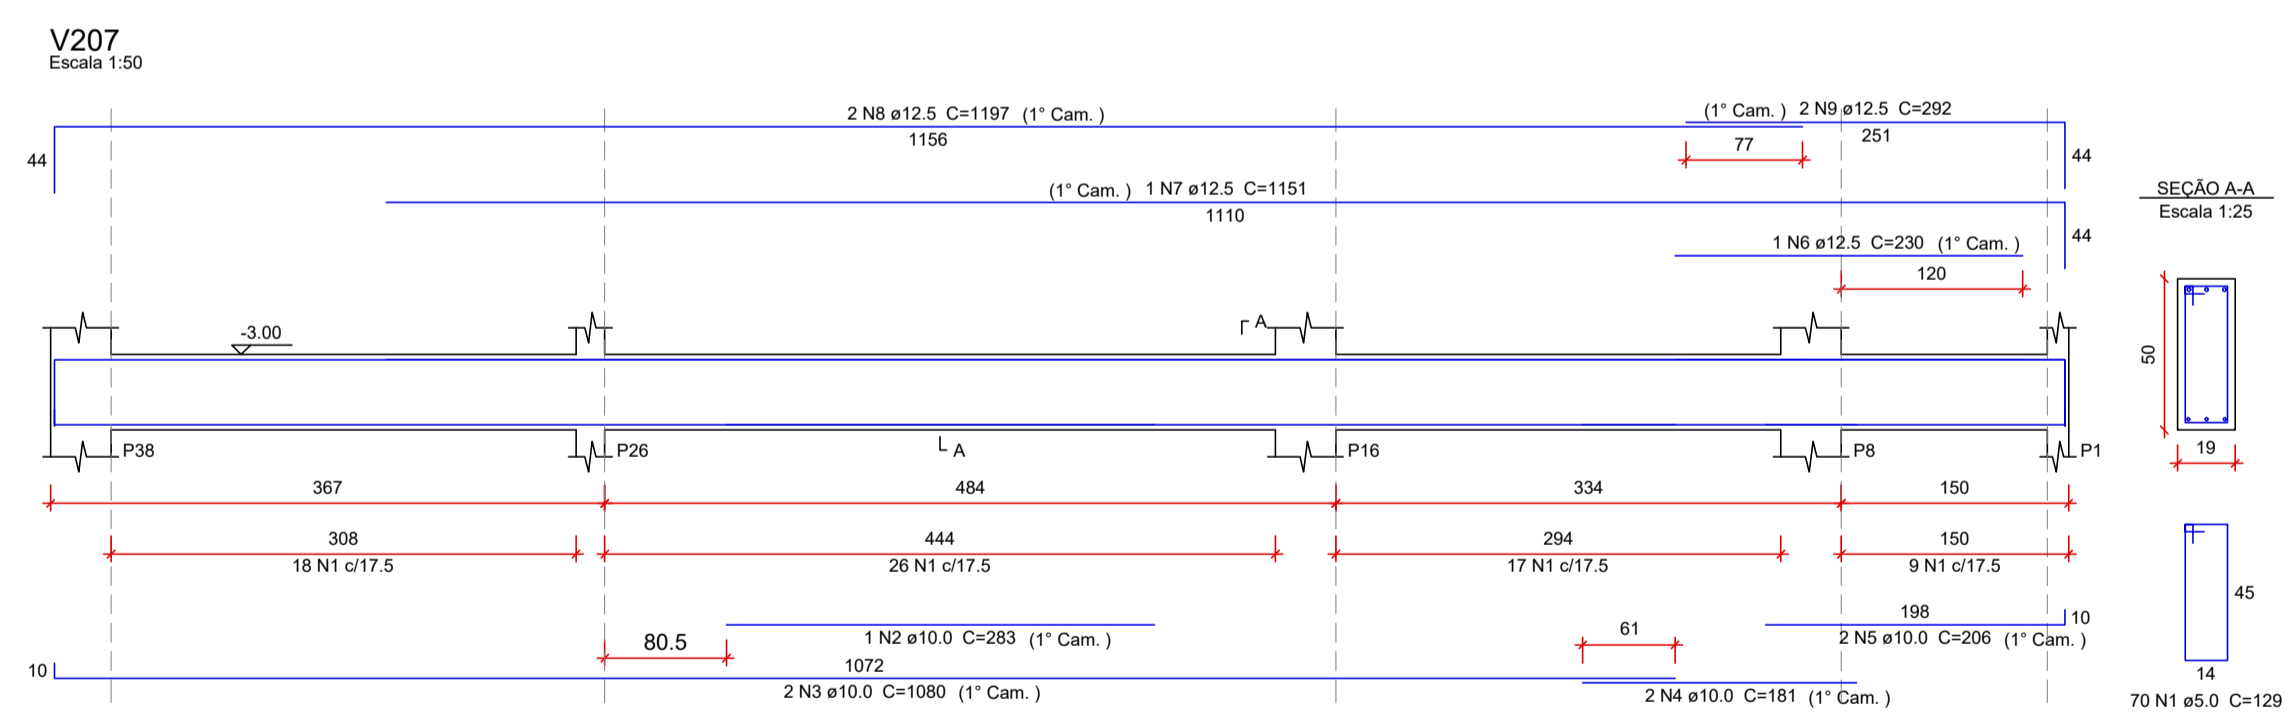 V207
Escala 1:50
2 N8 ø12.5 C=1197 (1° Cam. )
1156
(1° Cam. ) 2 N9 ø12.5 C=292
251
77
44
44
(1° Cam. ) 1 N7 ø12.5 C=1151
1110
44
1 N6 ø12.5 C=230 (1° Cam. )
120
SEÇÃO A-A
Escala 1:25
-3.00
A
50
19
P38
P26
A
P16
P8
P1
367
484
334
150
308
444
294
150
18 N1 c/17.5
26 N1 c/17.5
17 N1 c/17.5
9 N1 c/17.5
80.5
1 N2 ø10.0 C=283 (1° Cam. )
61
198
10
2 N5 ø10.0 C=206 (1° Cam. )
10
1072
2 N3 ø10.0 C=1080 (1° Cam. )
2 N4 ø10.0 C=181 (1° Cam. )
45
14
70 N1 ø5.0 C=129